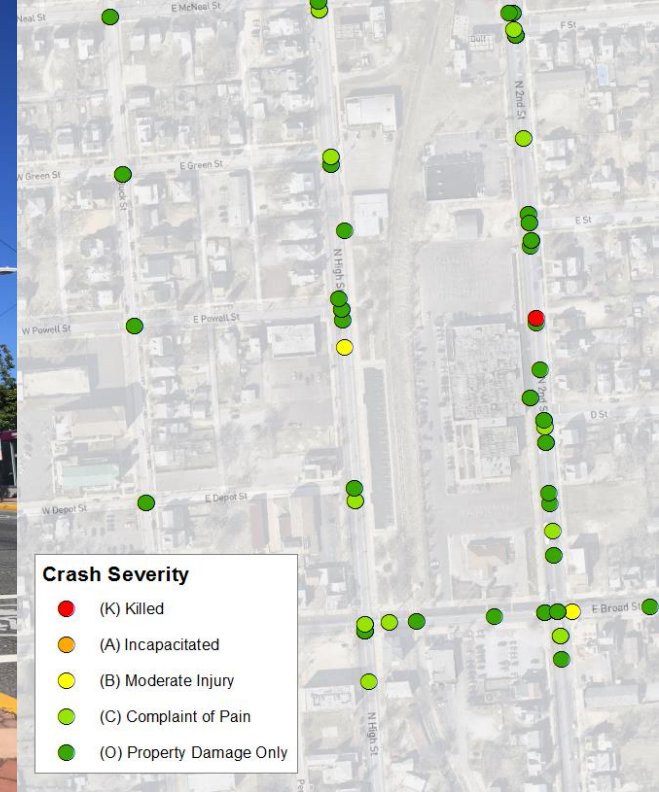 Neal St
E McNeal St
F St
N 2nd St
W Green St
E Green St
E St
N High St
W Powell St
E Powell St
N 2nd S
D St
W Depot St
E Depot St
Crash Severity
(K) Killed
(A) Incapacitated
(B) Moderate Injury
(C) Complaint of Pain
(O) Property Damage Only
E Broad St
N High St